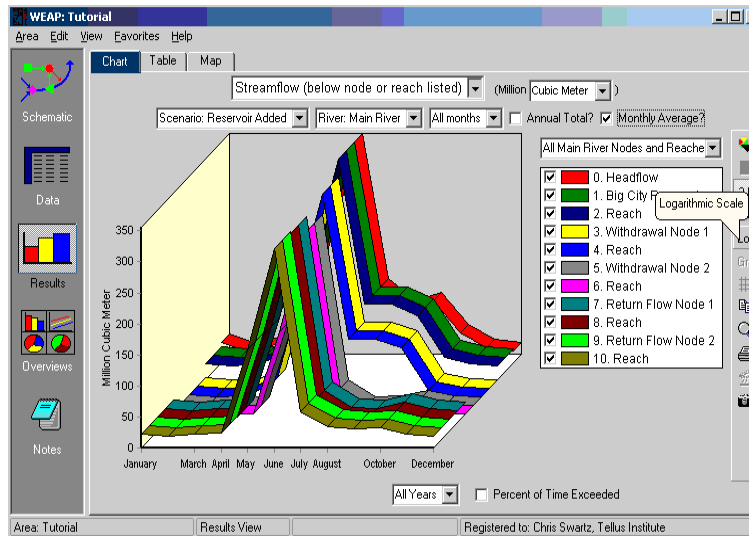 WEAP: Tutorial
Area Edit View Favorites Help
Chart Table Map
Streamflow (below node or reach listed) (Million Cubic Meter )
Scenario: Reservoir Added River: Main River All months Annual Total? Monthly Average?
Schematic
Data
Results
Overviews
Notes
All Main River Nodes and Reache
0. Headflow
1. Big City R
2. Reach
3. Withdrawal Node 1
4. Reach
5. Withdrawal Node 2
6. Reach
7. Return Flow Node 1
8. Reach
9. Return Flow Node 2
10. Reach
Logarithmic Scale
Lo
Gr
Million Cubic Meter
350
300
250
200
150
100
50
0
January March April May June July August October December
All Years Percent of Time Exceeded
Area: Tutorial Results View Registered to: Chris Swartz, Tellus Institute